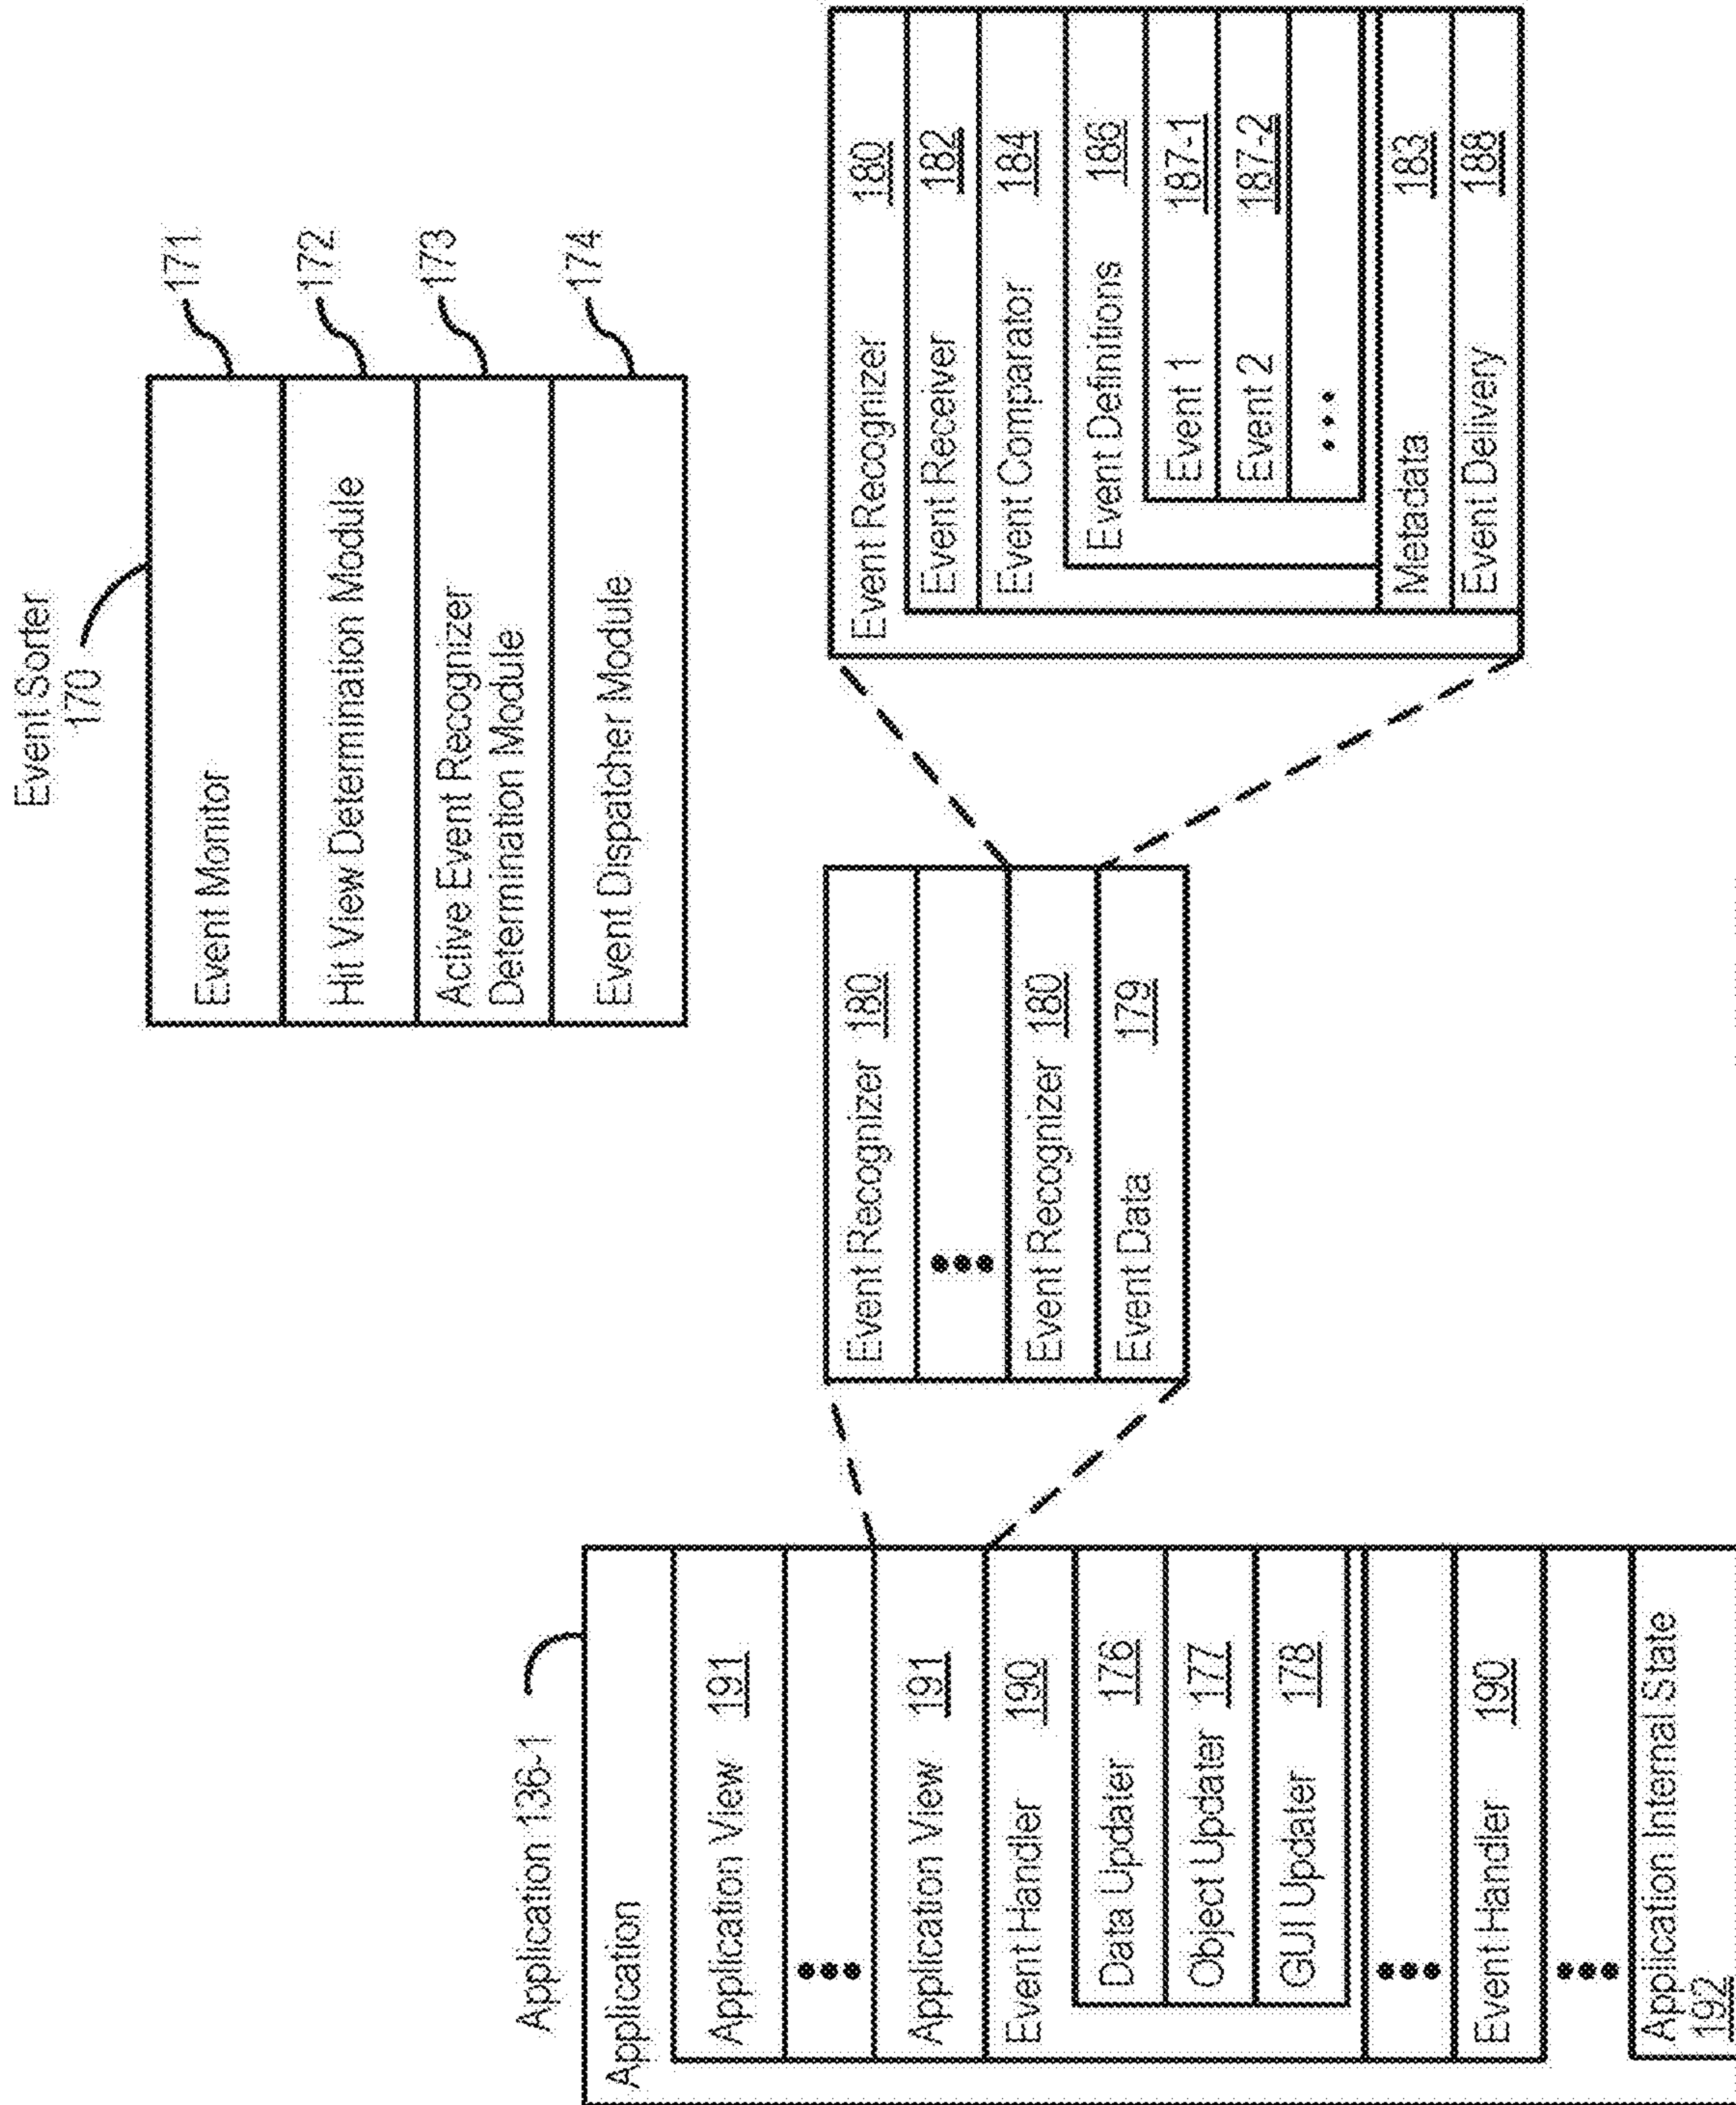 Event Sorter
170
Event Monitor
171
Hit View Determination Module
172
Active Event Recognizer
Determination Module
173
Event Dispatcher Module
174
Application 136-1
Application
Application View 191
•••
Application View 191
Event Handler 190
Data Updater 176
Object Updater 177
GUI Updater 178
•••
Event Handler 190
•••
Application Internal State
192
Event Recognizer 180
•••
Event Recognizer 180
Event Data 179
Event Recognizer 180
Event Receiver 182
Event Comparator 184
Event Definitions 186
Event 1 187-1
Event 2 187-2
•••
Metadata 183
Event Delivery 188